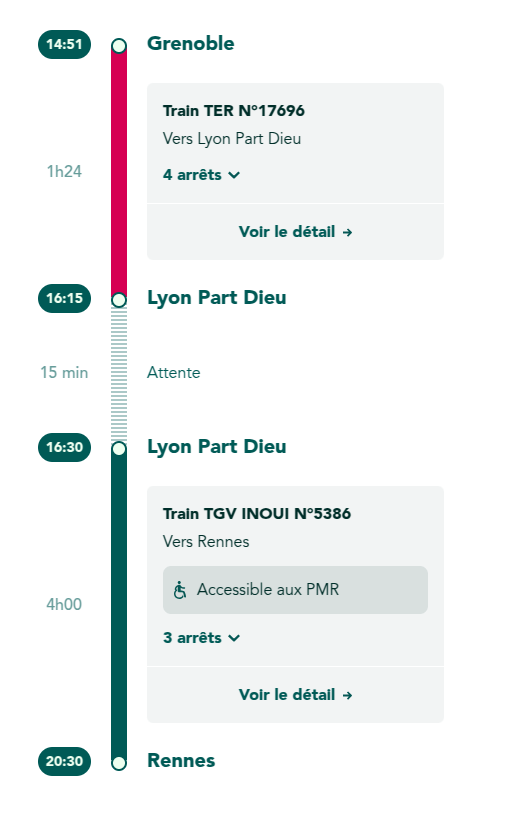 14:51 Grenoble
Train TER N°17696
Vers Lyon Part Dieu
1h24
4 arrêts
Voir le détail →
16:15 Lyon Part Dieu
15 min Attente
16:30 Lyon Part Dieu
Train TGV INOUI N°5386
Vers Rennes
Accessible aux PMR
4h00
3 arrêts
Voir le détail →
20:30 Rennes